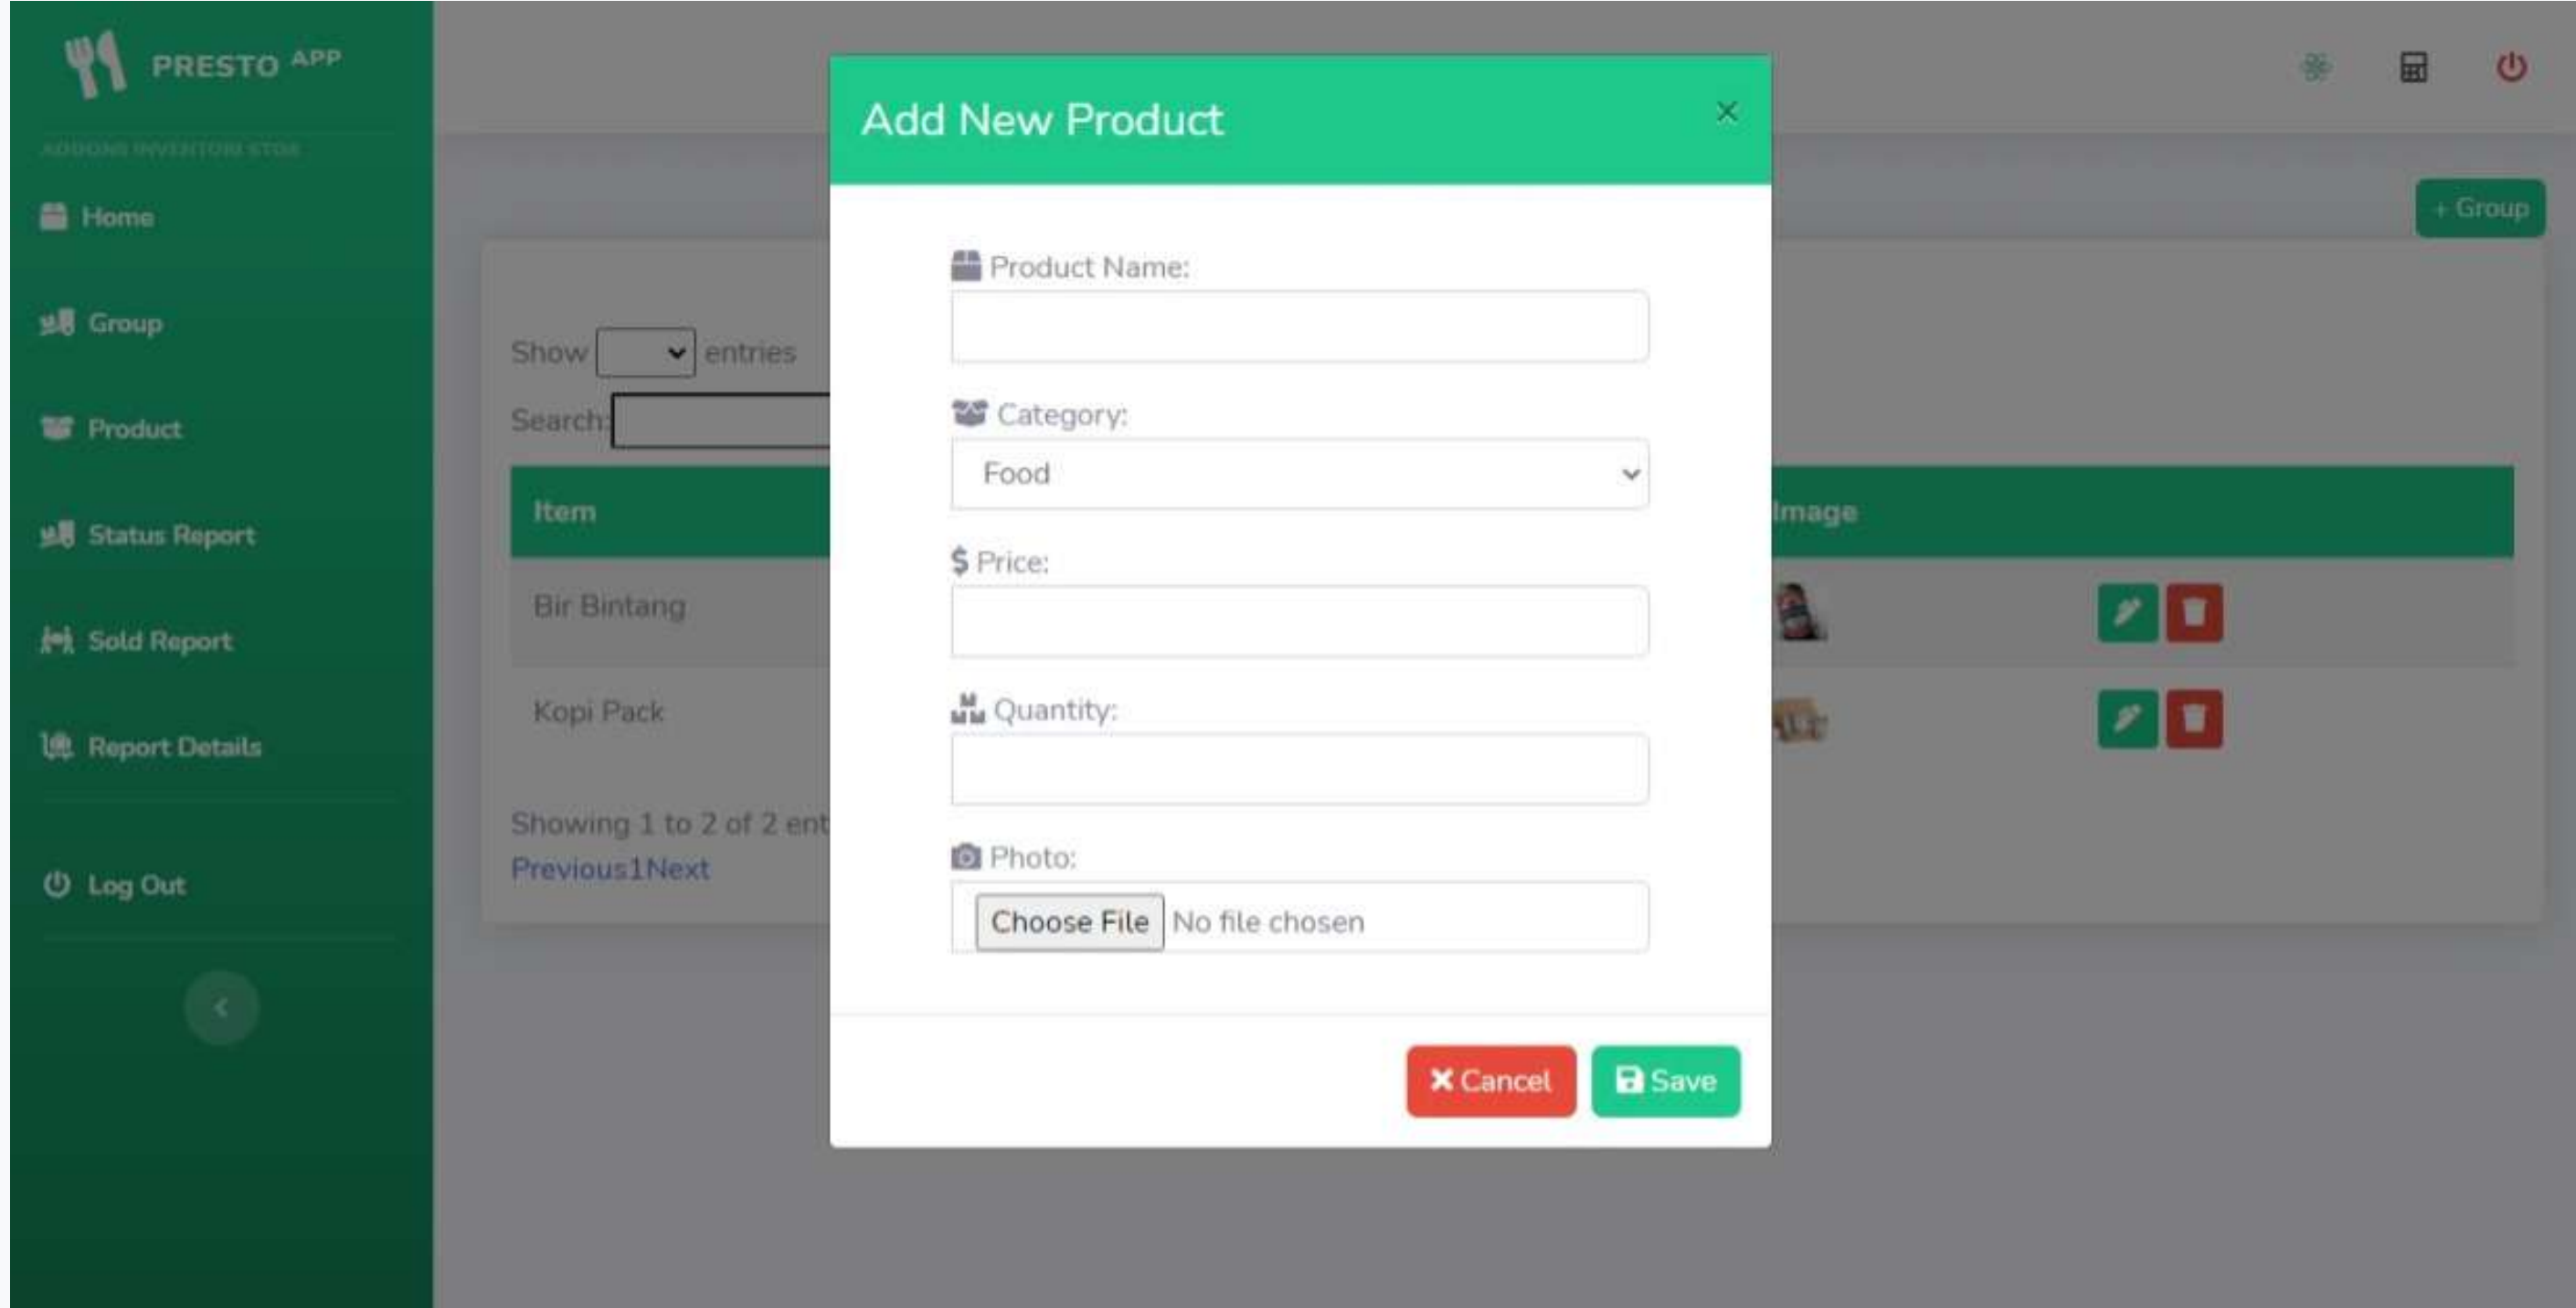 PRESTO APP
Home
Group
Product
Status Report
Sold Report
Report Details
Log Out
+ Group
Show entries
Search:
Item
Image
Bir Bintang
Kopi Pack
Showing 1 to 2 of 2 ent
Previous1Next
Add New Product
×
Product Name:
Category:
Food
$ Price:
Quantity:
Photo:
Choose File No file chosen
Cancel
Save